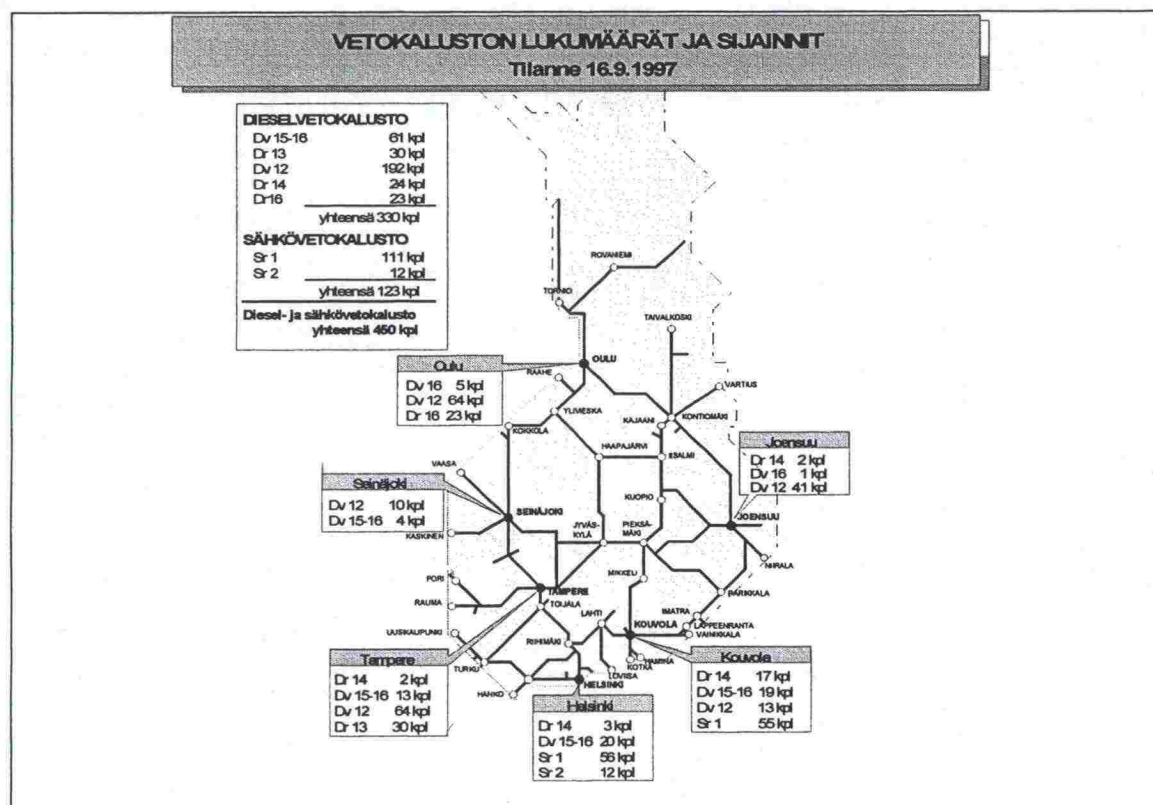 VETOKALUSTON LUKUMÄÄRÄT JA SIJAINNIT
Tilanne 16.9.1997
DIESELVETOKALUSTO
Dv 15-16 61 kpl
Dr 13 30 kpl
Dv 12 192 kpl
Dr 14 24 kpl
Dr16 23 kpl
yhteensä 330 kpl
SÄHKÖVETOKALUSTO
Sr 1 111 kpl
Sr 2 12 kpl
yhteensä 123 kpl
Diesel- ja sähkövetokalusto
yhteensä 450 kpl
ROVANIEMI
TORNIO
TAIVALKOSKI
OULU
Oulu
Dv 16 5 kpl
Dv 12 64 kpl
Dr 16 23 kpl
RAAHE
VARTIUS
YLIVIESKA
KAJAANI
KONTIOMÄKI
KOKKOLA
HAAPAJÄRVI
IISALMI
Joensuu
Dr 14 2 kpl
Dv 16 1 kpl
Dv 12 41 kpl
VAASA
Seinäjoki
Dv 12 10 kpl
Dv 15-16 4 kpl
SEINÄJOKI
KUOPIO
JOENSUU
KASKINEN
JYVÄS-
KYLÄ
PIEKSÄ-
MÄKI
NIIRALA
MIKKELI
PORI
TAMPERE
PARIKKALA
RAUMA
TOIJALA
LAHTI
IMATRA
LAPPEENRANTA
KOUVOLA
VAINIKKALA
UUSIKAUPUNKI
RIIHIMÄKI
TURKU
KOTKA
HAMINA
LOVIISA
HANKO
HELSINKI
Tampere
Dr 14 2 kpl
Dv 15-16 13 kpl
Dv 12 64 kpl
Dr 13 30 kpl
Helsinki
Dr 14 3 kpl
Dv 15-16 20 kpl
Sr 1 56 kpl
Sr 2 12 kpl
Kouvola
Dr 14 17 kpl
Dv 15-16 19 kpl
Dv 12 13 kpl
Sr 1 55 kpl